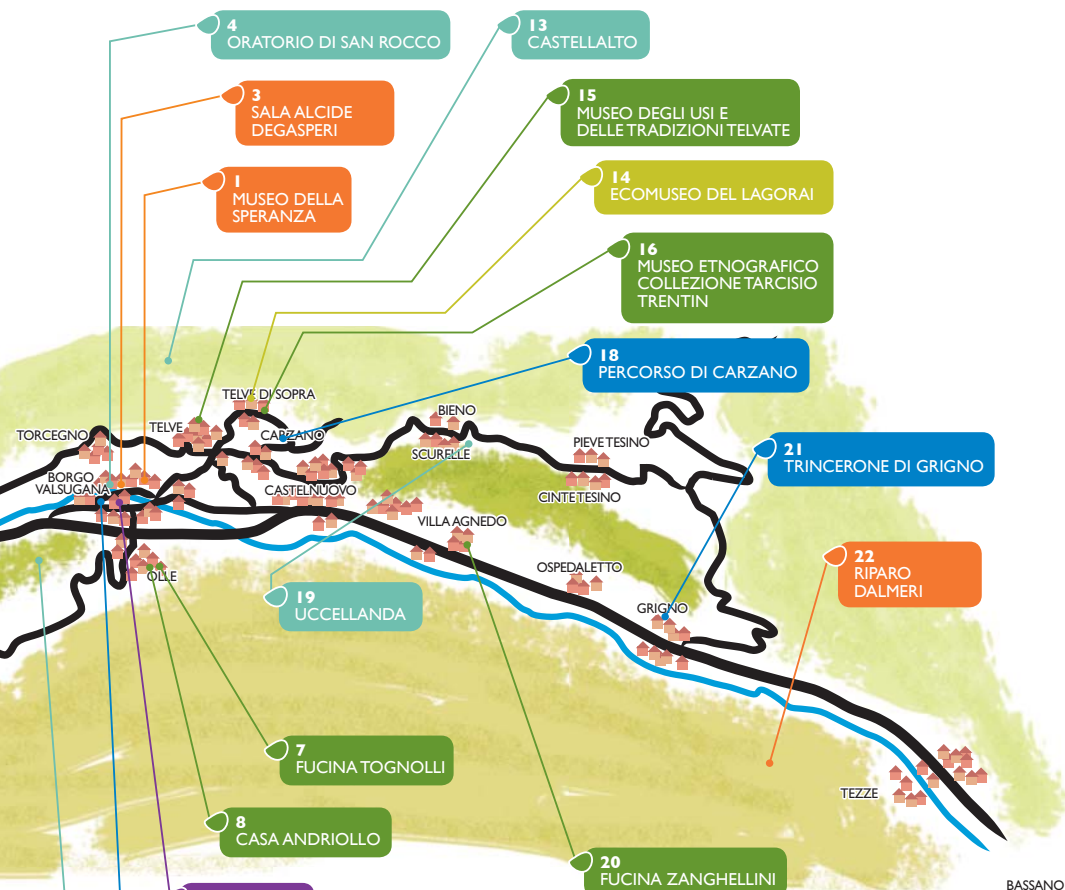 4
ORATORIO DI SAN ROCCO
13
CASTELLALTO
3
SALA ALCIDE
DEGASPERI
15
MUSEO DEGLI USI E
DELLE TRADIZIONI TELVATE
1
MUSEO DELLA
SPERANZA
14
ECOMUSEO DEL LAGORAI
16
MUSEO ETNOGRAFICO
COLLEZIONE TARCISIO
TRENTIN
18
PERCORSO DI CARZANO
TELVE DI SOPRA
TELVE
CARZANO
BIENO
TORCEGNO
SCURELLE
PIEVE TESINO
21
TRINCERONE DI GRIGNO
BORGO
VALSUGANA
CASTELNUOVO
CINTE TESINO
VILLA AGNEDO
OLLE
OSPEDALETTO
22
RIPARO
DALMERI
19
UCCELLANDA
GRIGNO
7
FUCINA TOGNOLLI
TEZZE
8
CASA ANDRIOLLO
20
FUCINA ZANGHELLINI
BASSANO